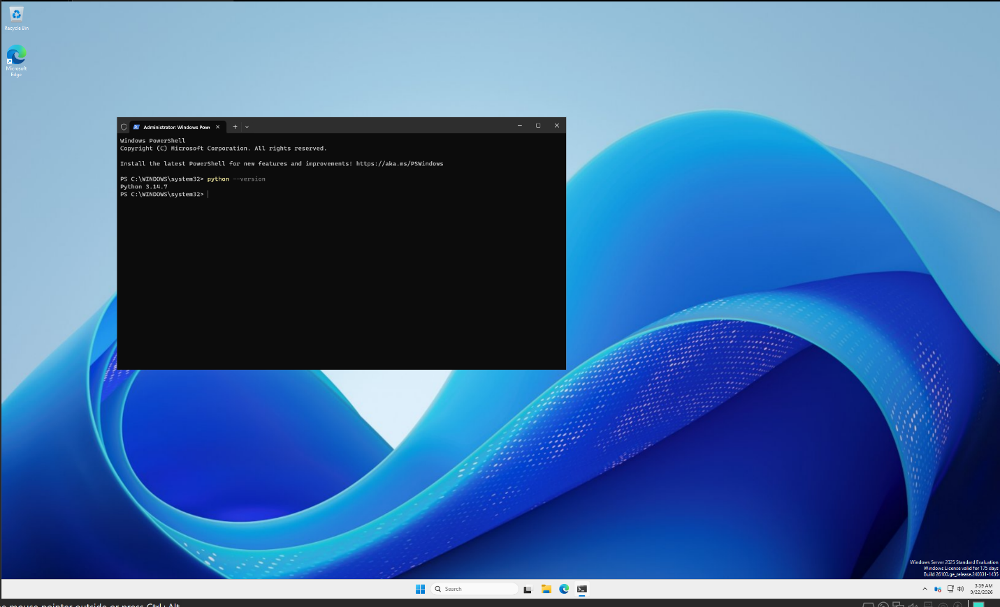 Recycle Bin
Microsoft
Edge
Administrator: Windows Pow
Windows PowerShell
Copyright (C) Microsoft Corporation. All rights reserved.
Install the latest PowerShell for new features and improvements! https://aka.ms/PSWindows
PS C:\WINDOWS\system32> python --version
Python 3.14.7
PS C:\WINDOWS\system32>
Windows Server 2025 Standard Evaluation
Windows License valid for 175 days
Build 26100.ge_release.240331-1435
Search
3:39 AM
9/22/2026
mouse pointer outside or press Ctrl+Alt